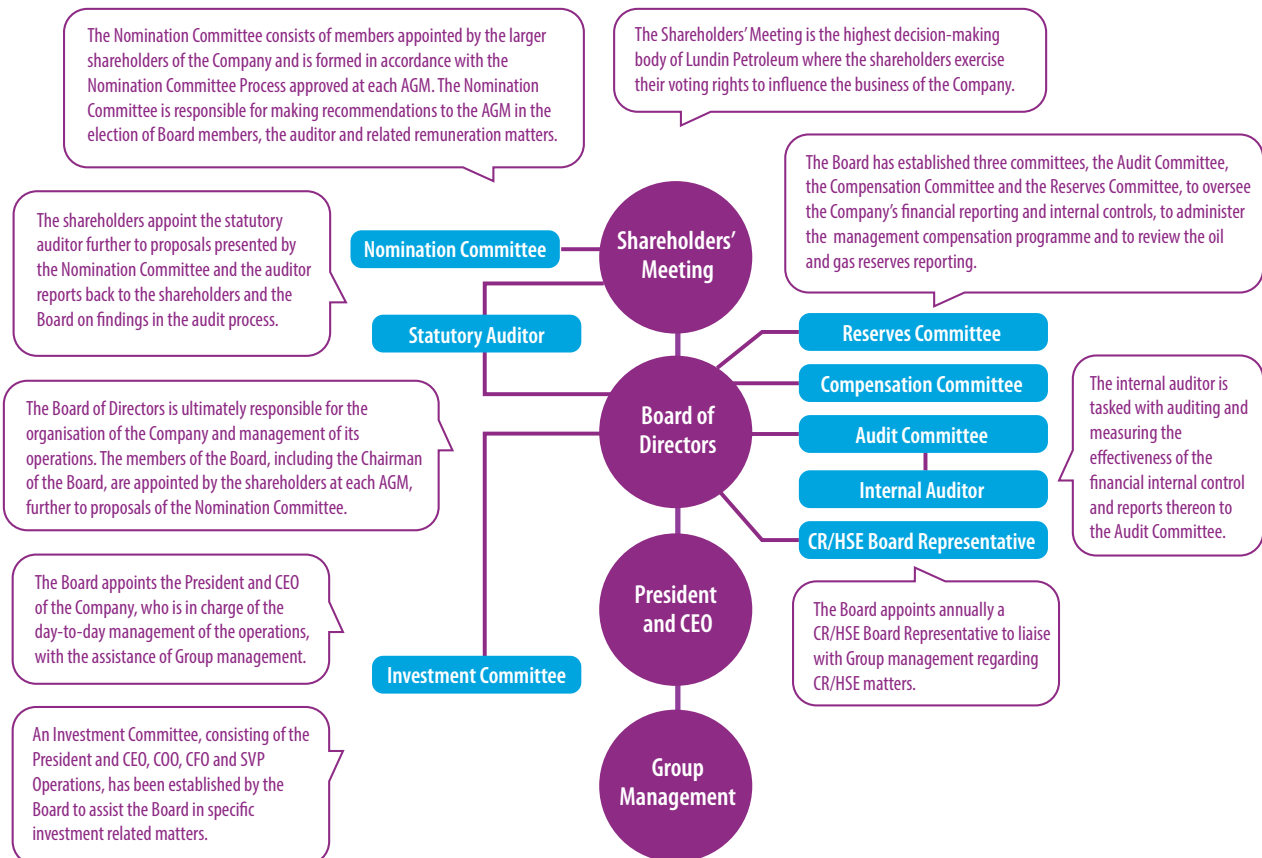 The Nomination Committee consists of members appointed by the larger
shareholders of the Company and is formed in accordance with the
Nomination Committee Process approved at each AGM. The Nomination
Committee is responsible for making recommendations to the AGM in the
election of Board members, the auditor and related remuneration matters.
The Shareholders’ Meeting is the highest decision-making
body of Lundin Petroleum where the shareholders exercise
their voting rights to influence the business of the Company.
The Board has established three committees, the Audit Committee,
the Compensation Committee and the Reserves Committee, to oversee
the Company’s financial reporting and internal controls, to administer
the management compensation programme and to review the oil
and gas reserves reporting.
The shareholders appoint the statutory
auditor further to proposals presented by
the Nomination Committee and the auditor
reports back to the shareholders and the
Board on findings in the audit process.
Nomination Committee
Shareholders’
Meeting
Statutory Auditor
Reserves Committee
Compensation Committee
Audit Committee
Internal Auditor
CR/HSE Board Representative
The Board of Directors is ultimately responsible for the
organisation of the Company and management of its
operations. The members of the Board, including the Chairman
of the Board, are appointed by the shareholders at each AGM,
further to proposals of the Nomination Committee.
Board of
Directors
The internal auditor is
tasked with auditing and
measuring the
effectiveness of the
financial internal control
and reports thereon to
the Audit Committee.
The Board appoints the President and CEO
of the Company, who is in charge of the
day-to-day management of the operations,
with the assistance of Group management.
President
and CEO
The Board appoints annually a
CR/HSE Board Representative to liaise
with Group management regarding
CR/HSE matters.
Investment Committee
An Investment Committee, consisting of the
President and CEO, COO, CFO and SVP
Operations, has been established by the
Board to assist the Board in specific
investment related matters.
Group
Management